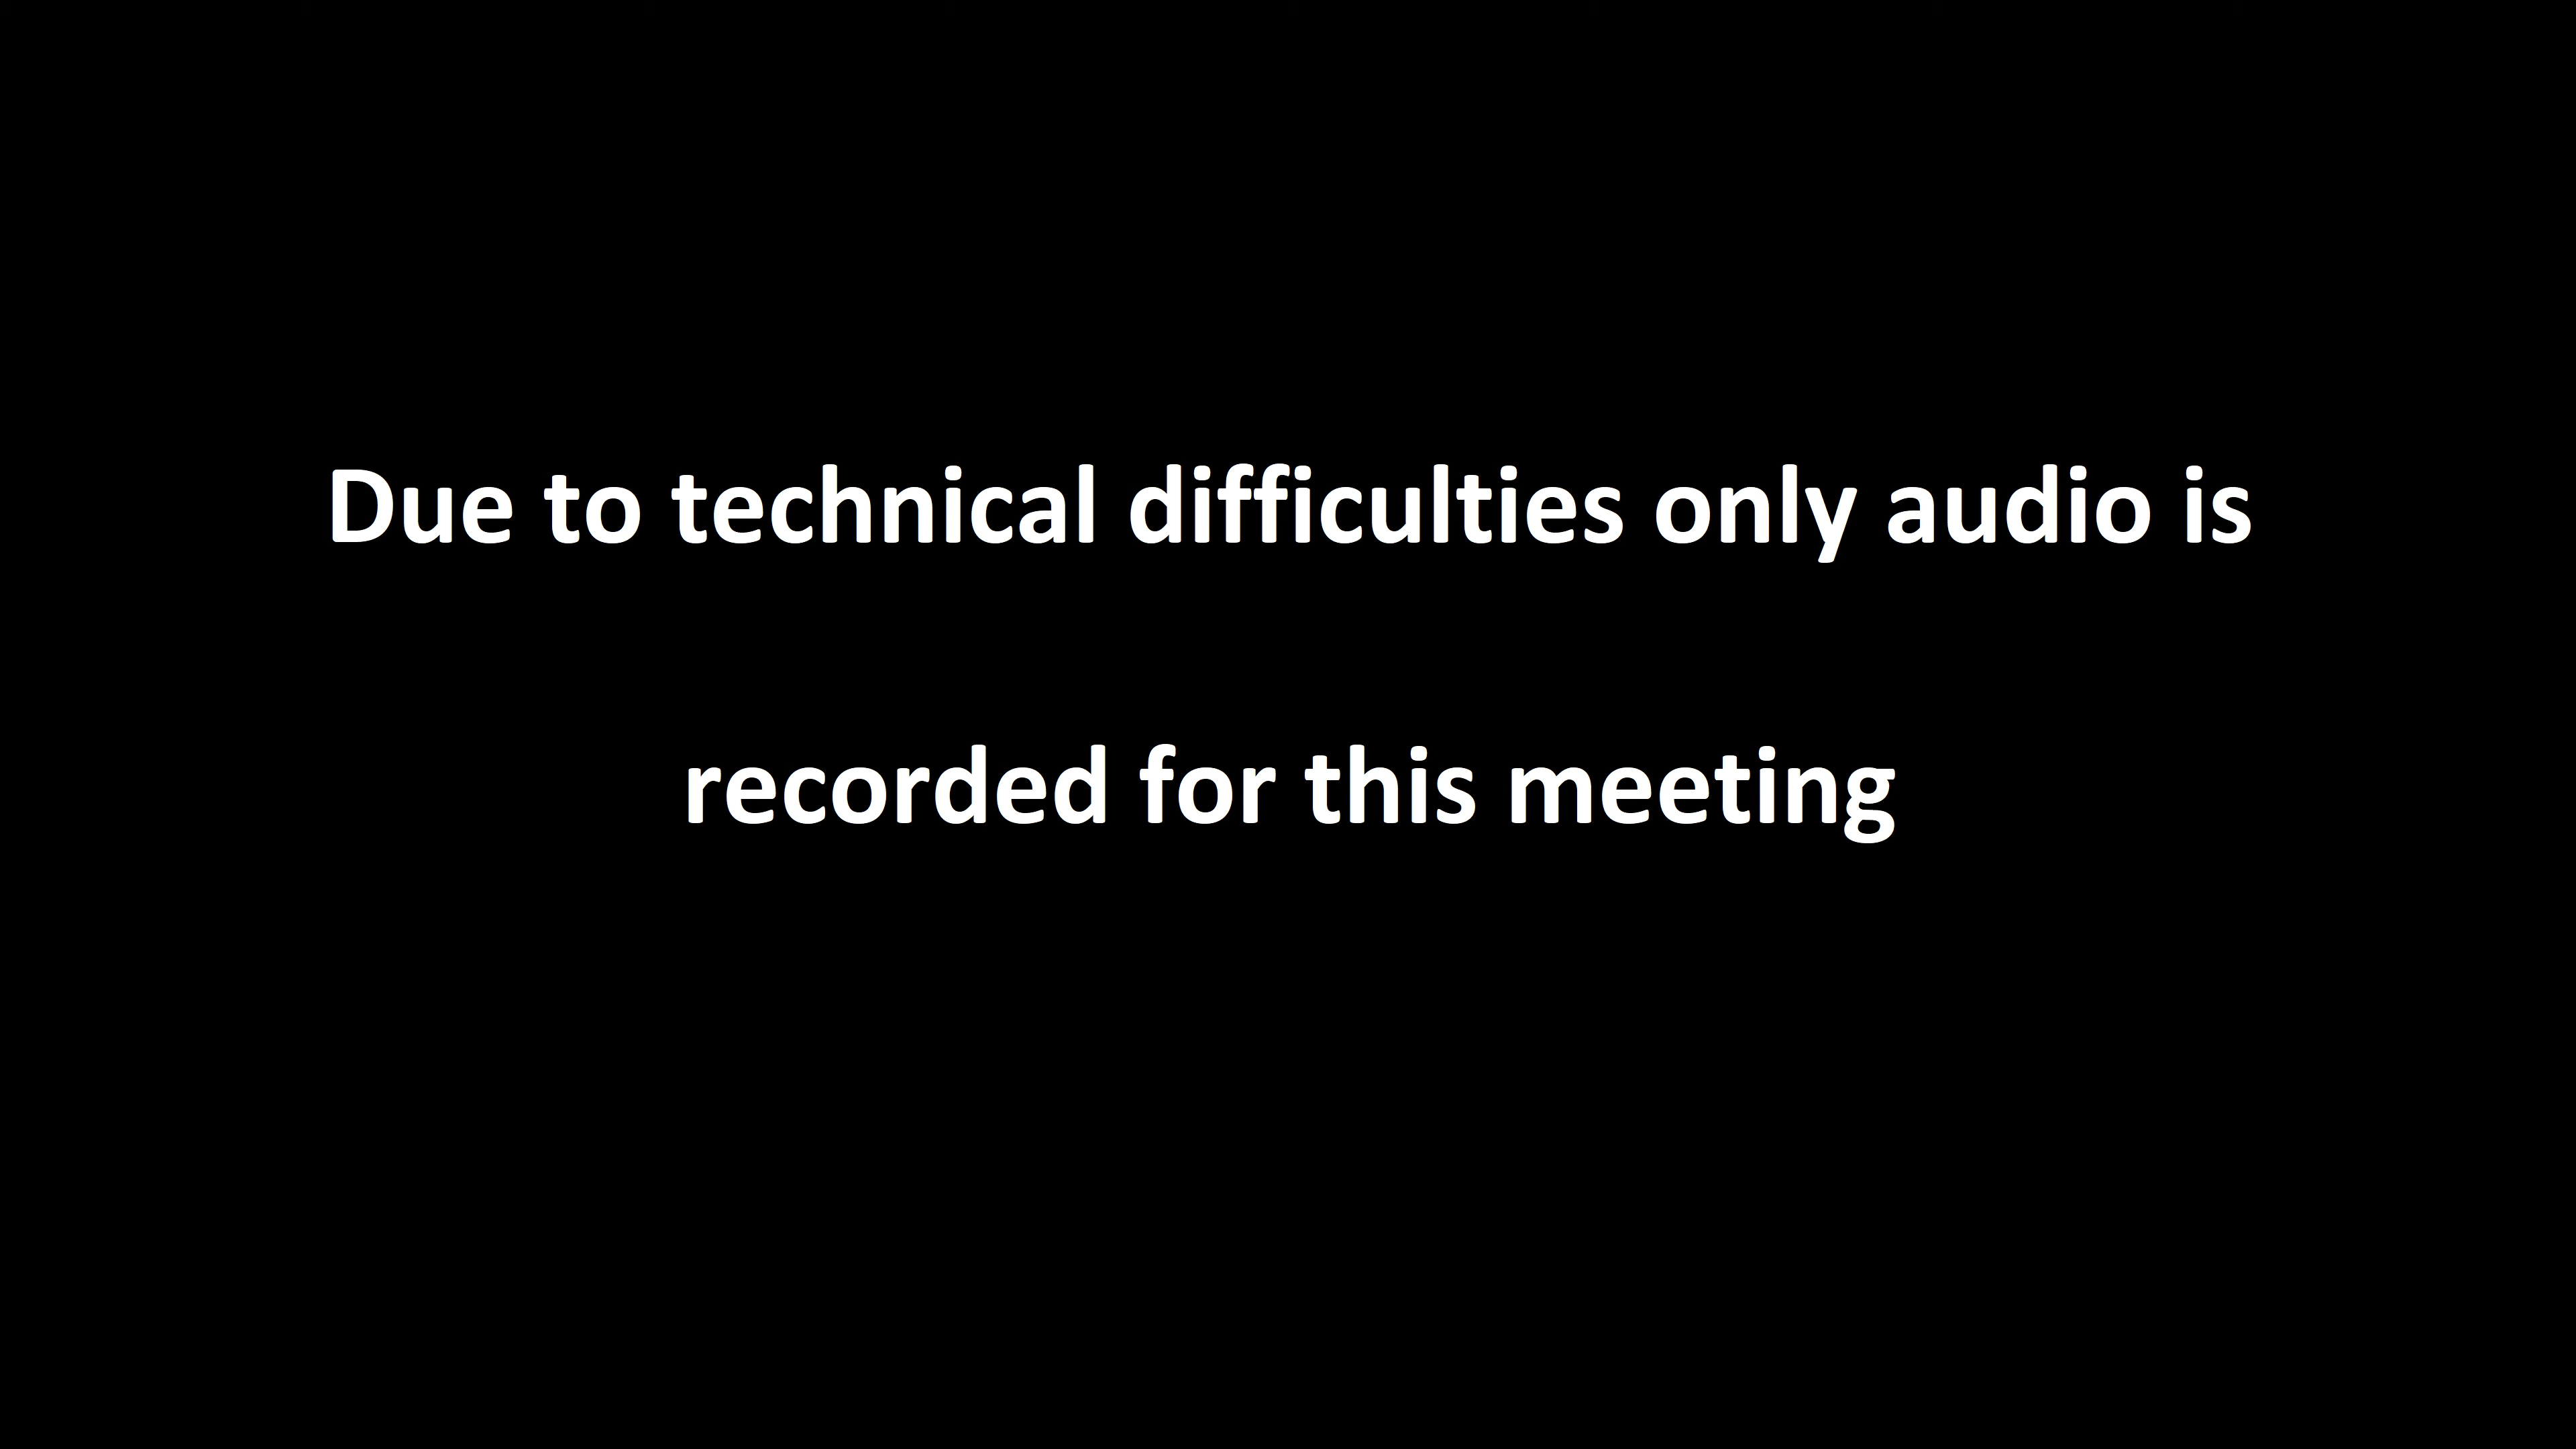 Due to technical difficulties only audio is
recorded for this meeting